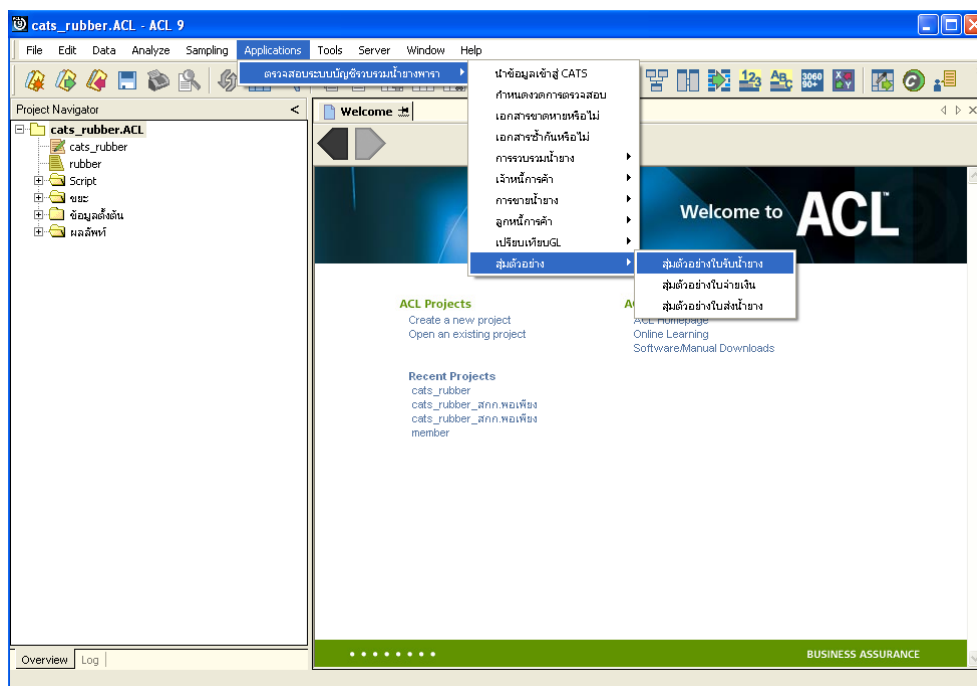 cats_rubber.ACL - ACL 9
File Edit Data Analyze Sampling Applications Tools Server Window Help
ตรวจสอบระบบบัญชีรวบรวมน้ำยางพารา
นำข้อมูลเข้าสู่ CATS
กำหนดงวดการตรวจสอบ
เอกสารขาดหายหรือไม่
เอกสารซ้ำกันหรือไม่
การรวบรวมน้ำยาง
เจ้าหนี้การค้า
การขายน้ำยาง
ลูกหนี้การค้า
เปรียบเทียบGL
สุ่มตัวอย่าง
สุ่มตัวอย่างใบรับน้ำยาง
สุ่มตัวอย่างใบจ่ายเงิน
สุ่มตัวอย่างใบส่งน้ำยาง
Project Navigator <
cats_rubber.ACL
cats_rubber
rubber
Script
ขยะ
ข้อมูลตั้งต้น
ผลลัพท์
Welcome
Welcome to ACL™
ACL Projects
Create a new project
Open an existing project
Recent Projects
cats_rubber
cats_rubber_สกก.พอเพียง
cats_rubber_สกก.พอเพียง
member
ACL Homepage
Online Learning
Software/Manual Downloads
BUSINESS ASSURANCE
Overview Log